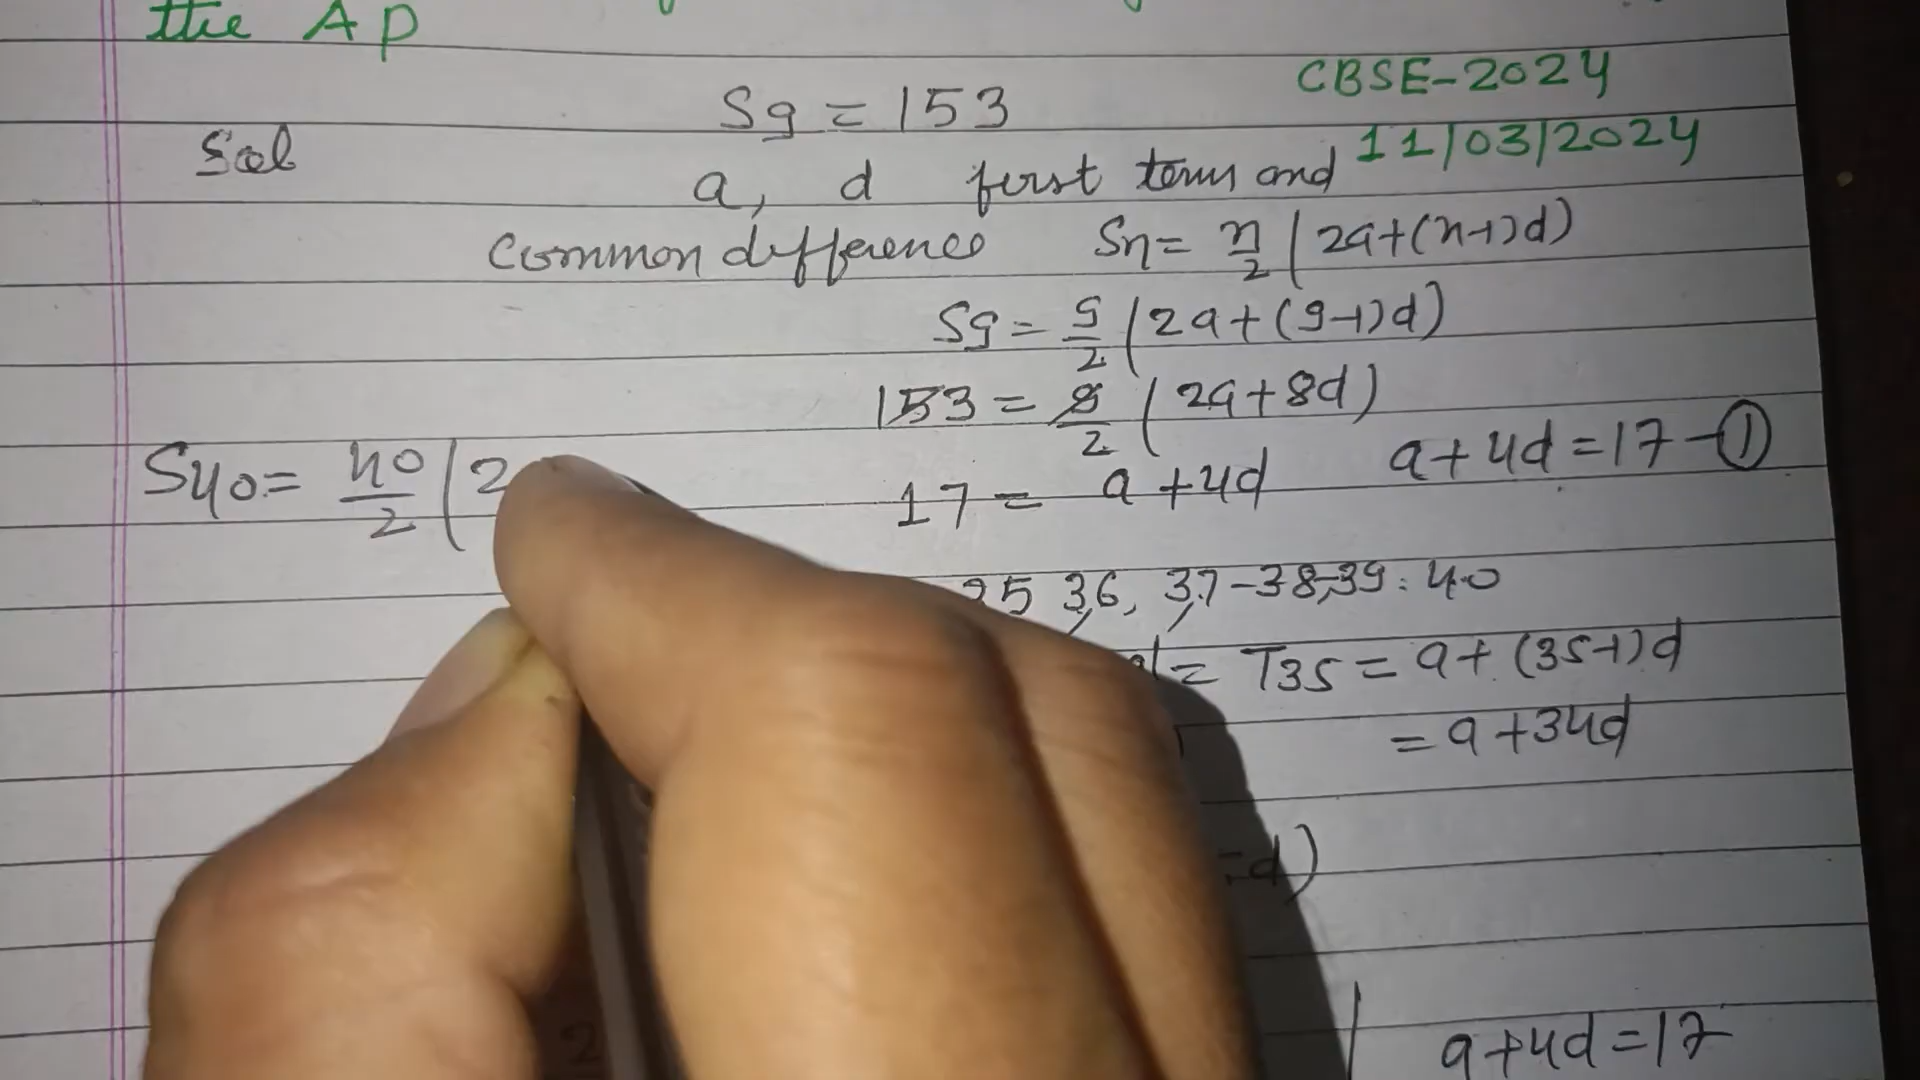 the AP
CBSE-2024
S9 = 153
11/03/2024
Sol
a, d first term and
Common difference Sn = n/2 (2a+(n-1)d)
S9 = 9/2 (2a+(9-1)d)
153 = 9/2 (2a+8d)
S40 = 40/2 (2
17 = a+4d a+4d=17-①
35 36, 37-38,39.40
= T35 = a+(35-1)d
= a+34d
=d)
a+4d=17